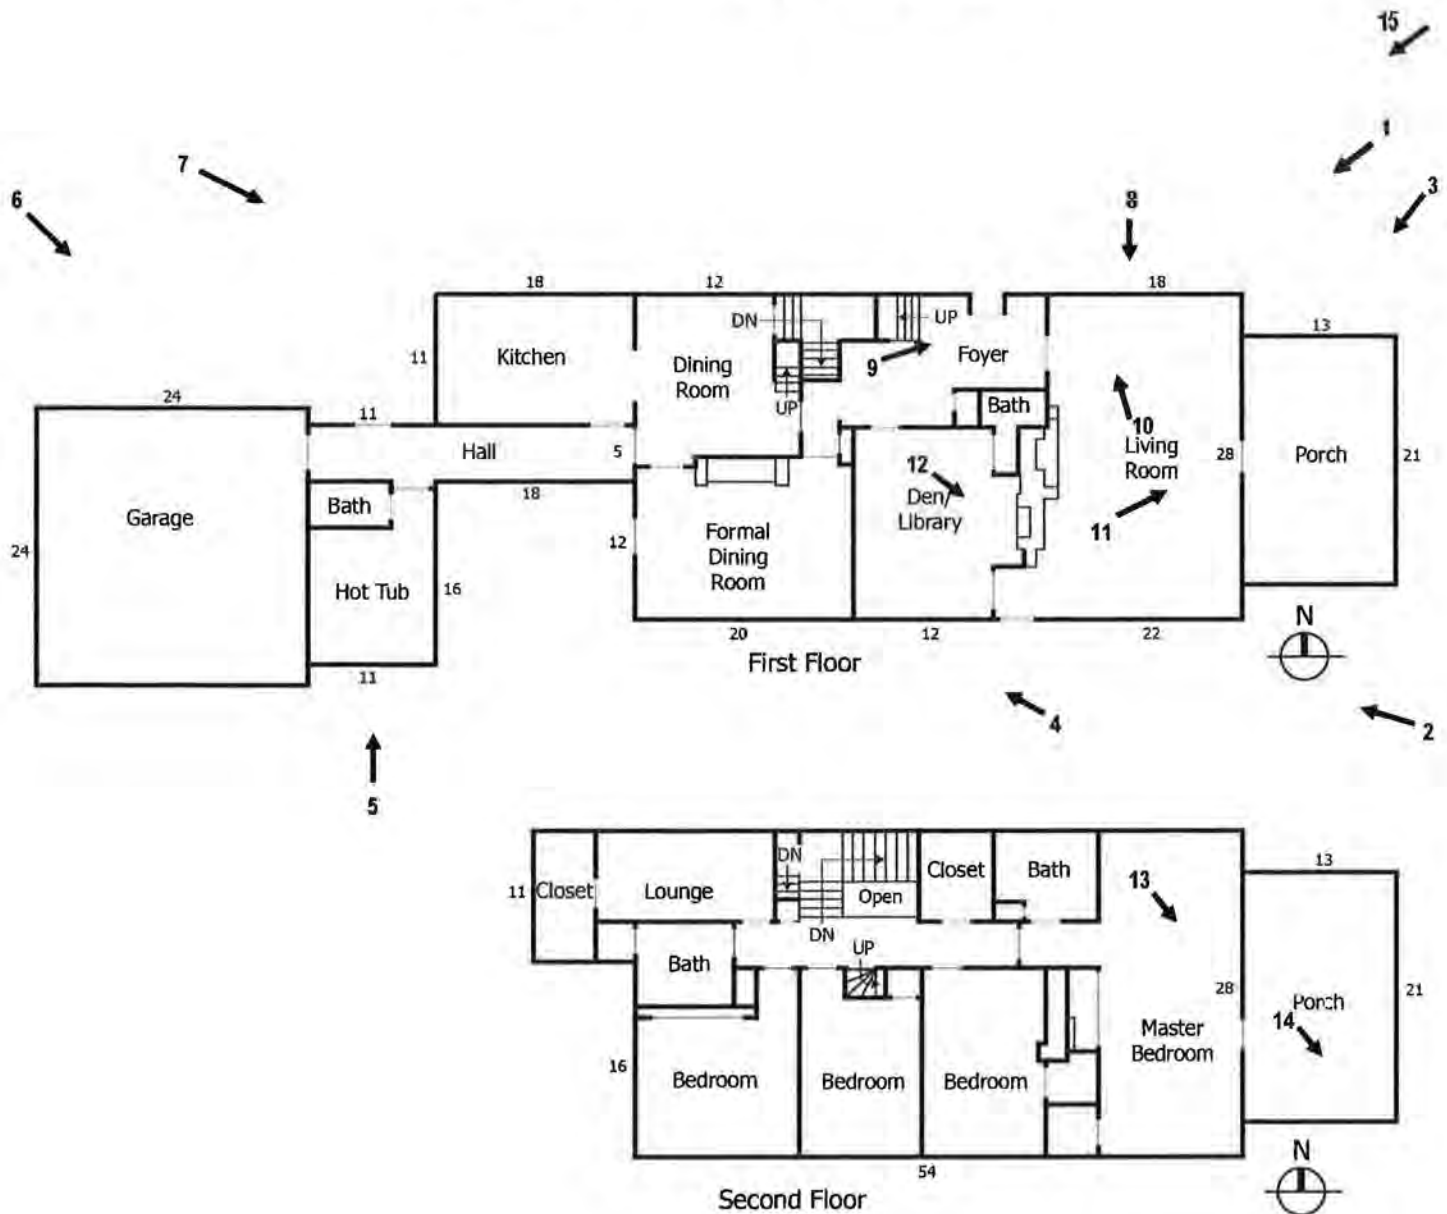 15
1
7
3
6
8
18
12
18
DN
UP
13
Kitchen
11
Dining
Room
9
Foyer
24
UP
Bath
11
10
Living
Room
Hall
5
12
28
Porch
21
Den/
Library
Garage
Bath
18
11
Formal
Dining
Room
24
12
Hot Tub
16
20
12
22
N
First Floor
11
4
2
5
DN
13
Closet
Bath
13
11
Closet
Lounge
Open
DN
UP
Bath
28
Porch
21
14
Master
Bedroom
16
Bedroom
Bedroom
Bedroom
54
N
Second Floor